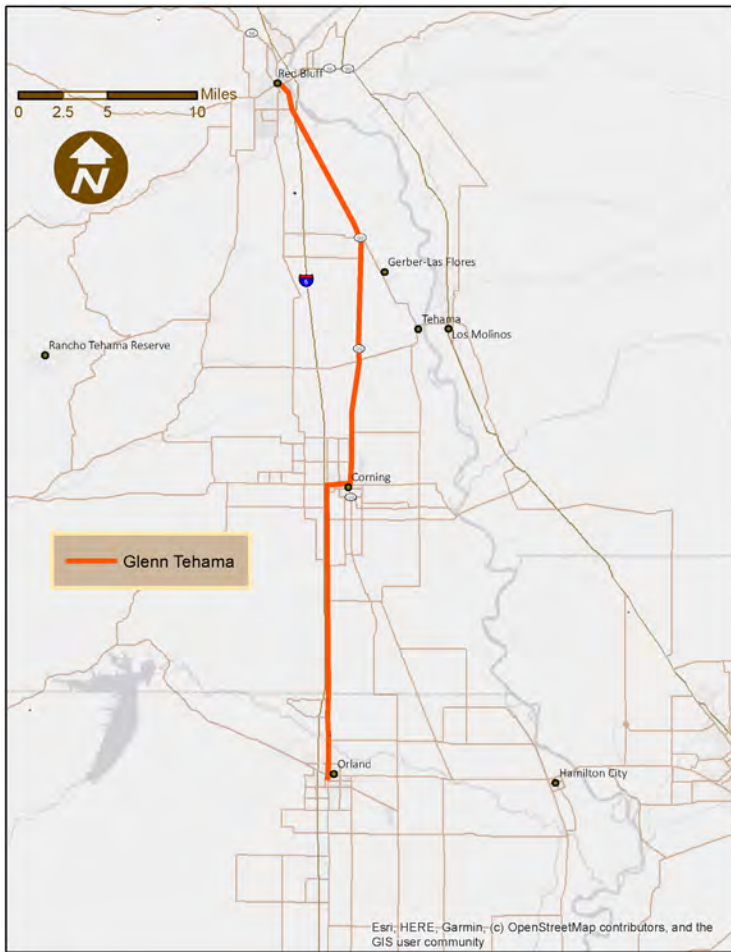 Red Bluff
Miles
0 2.5 5 10
N
Gerber-Las Flores
5
Tehama
Los Molinos
Rancho Tehama Reserve
Corning
Glenn Tehama
Orland
Hamilton City
Esri, HERE, Garmin, (c) OpenStreetMap contributors, and the
GIS user community